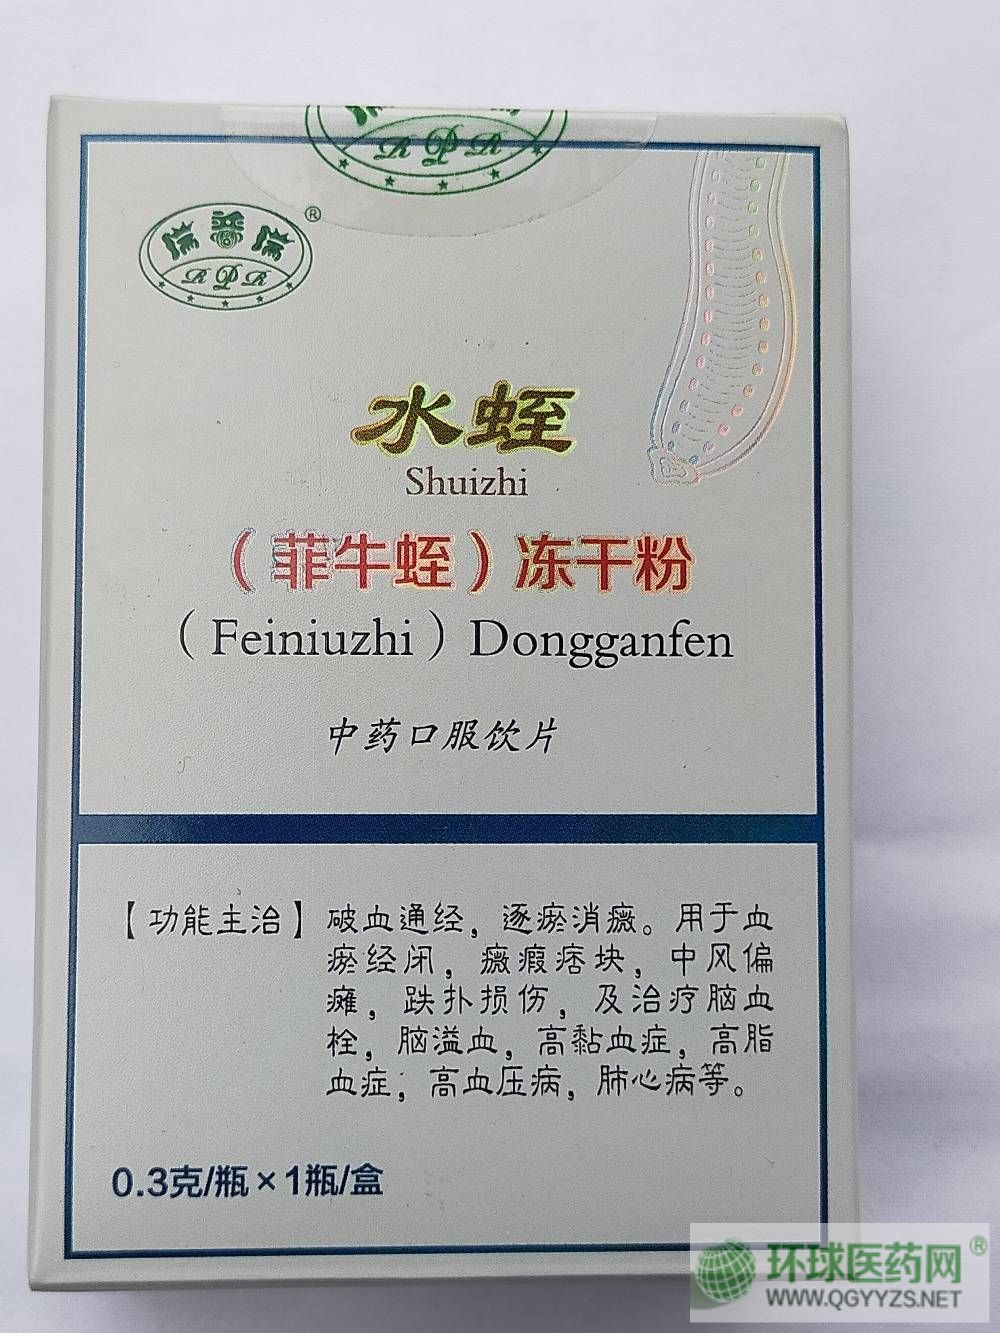 RPR
瑞普瑞®
RPR
水蛭
Shuizhi
（菲牛蛭）冻干粉
（Feiniuzhi）Dongganfen
中药口服饮片
【功能主治】破血通经，逐瘀消癥。用于血
瘀经闭，癥瘕痞块，中风偏
瘫，跌扑损伤，及治疗脑血
栓，脑溢血，高黏血症，高脂
血症，高血压病，肺心病等。
0.3克/瓶×1瓶/盒
环球医药网®
WWW.QGYYZS.NET